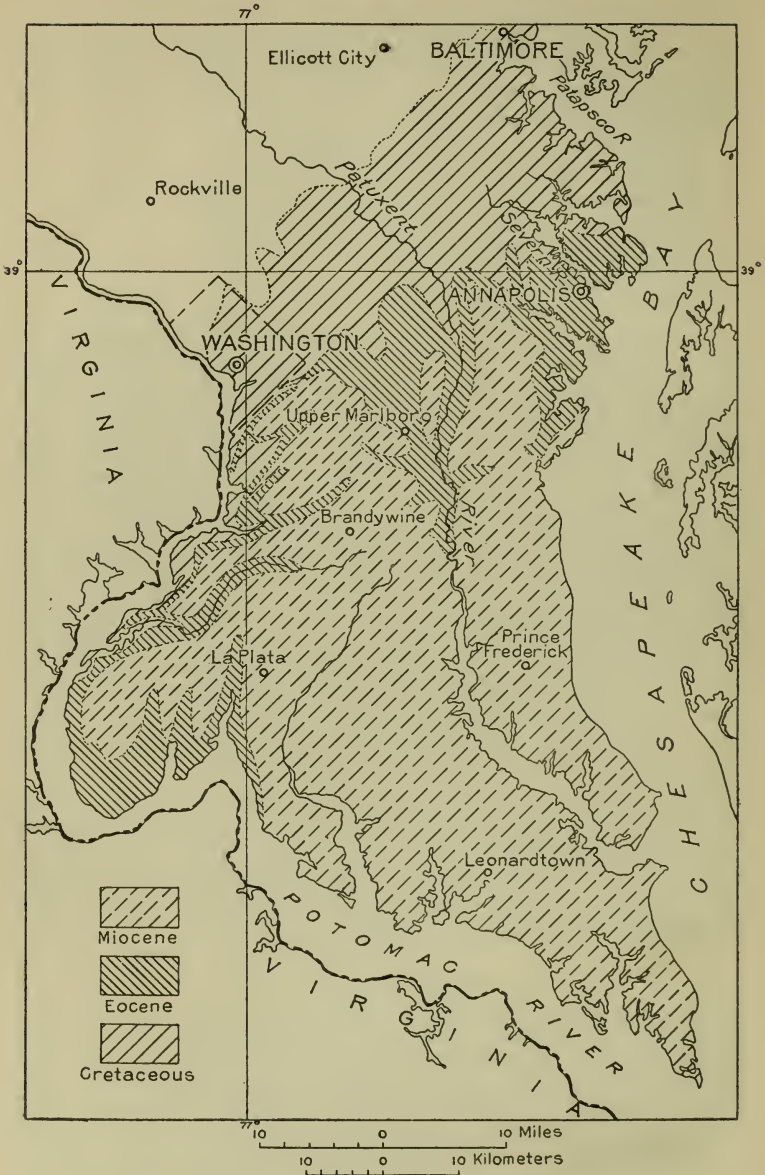 77°
Ellicott City
BALTIMORE
Patapsco R
Rockville
Patuxent
Severn
39°
39°
ANNAPOLIS
BAY
VIRGINIA
WASHINGTON
Upper Marlboro
Brandywine
River
CHESAPEAKE
Prince
Frederick
La Plata
Leonardtown
Miocene
Eocene
Cretaceous
POTOMAC RIVER
VIRGINIA
77°
10 0 10 Miles
10 0 10 Kilometers